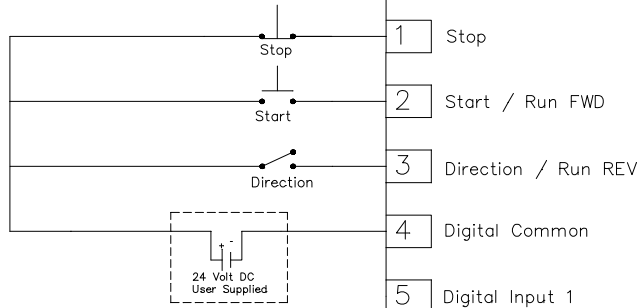 1 Stop
Stop
2 Start / Run FWD
Start
3 Direction / Run REV
Direction
4 Digital Common
+ -
24 Volt DC
User Supplied
5 Digital Input 1